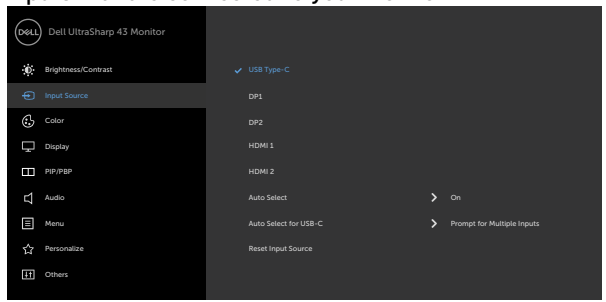 DELL Dell UltraSharp 43 Monitor
Brightness/Contrast
USB Type-C
Input Source
DP1
Color
DP2
Display
HDMI 1
PIP/PBP
HDMI 2
Audio
Auto Select
On
Menu
Auto Select for USB-C
Prompt for Multiple Inputs
Personalize
Reset Input Source
Others